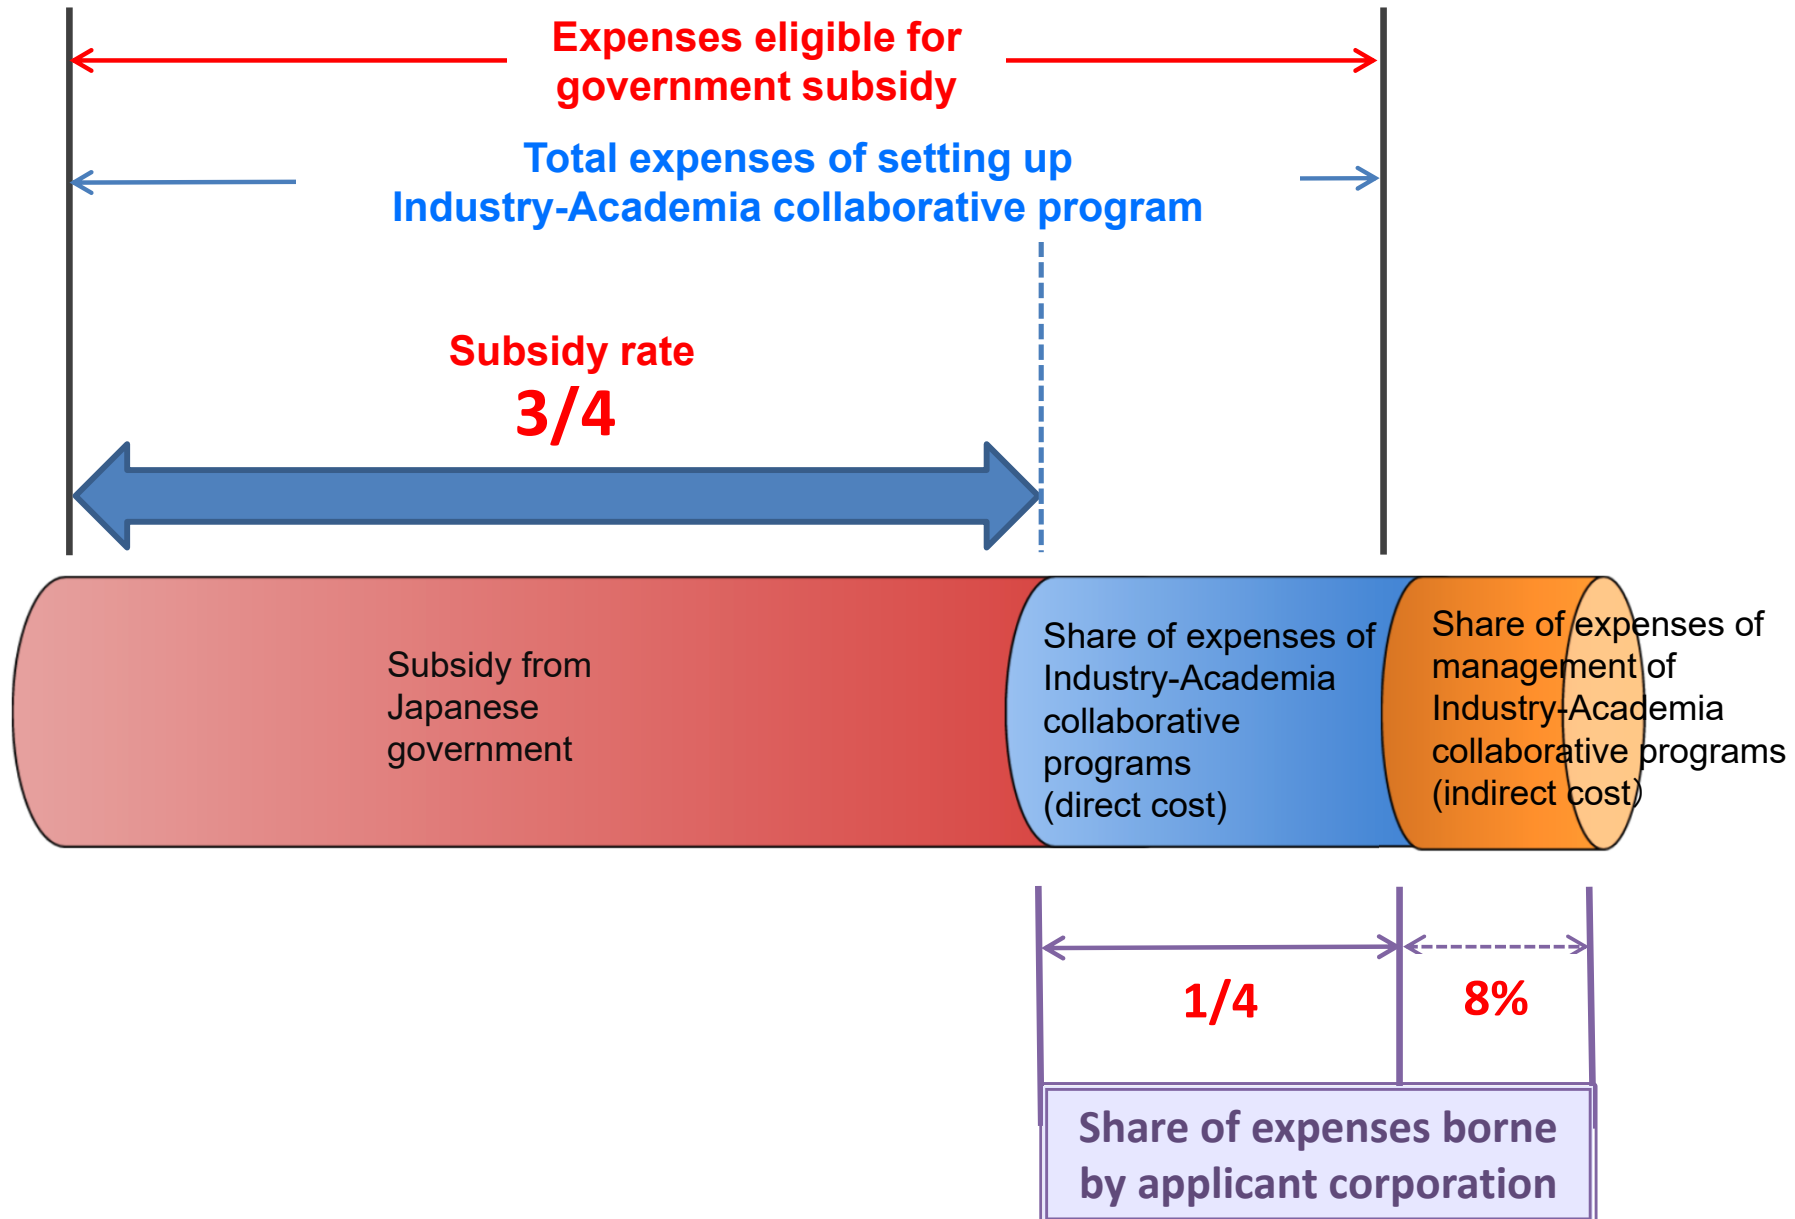 Expenses eligible for
government subsidy
Total expenses of setting up
Industry-Academia collaborative program
Subsidy rate
3/4
Subsidy from
Japanese
government
Share of expenses of
Industry-Academia
collaborative
programs
(direct cost)
Share of expenses of
management of
Industry-Academia
collaborative programs
(indirect cost)
1/4
8%
Share of expenses borne
by applicant corporation